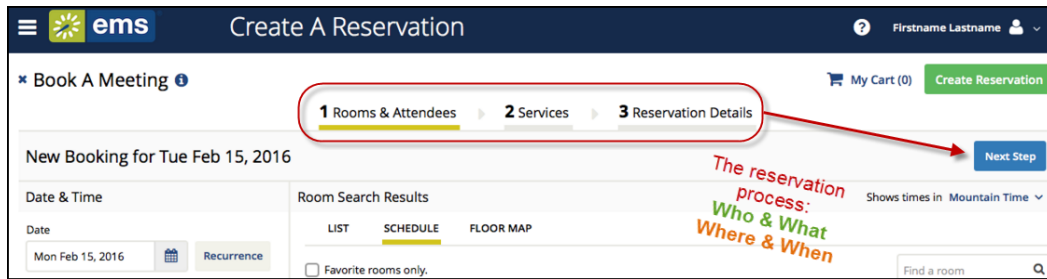 ems Create A Reservation ? Firstname Lastname
× Book A Meeting i My Cart (0) Create Reservation
1 Rooms & Attendees 2 Services 3 Reservation Details
New Booking for Tue Feb 15, 2016 Next Step
The reservation
process:
Who & What
Where & When
Date & Time Room Search Results Shows times in Mountain Time
Date LIST SCHEDULE FLOOR MAP
Mon Feb 15, 2016 Recurrence
Favorite rooms only. Find a room